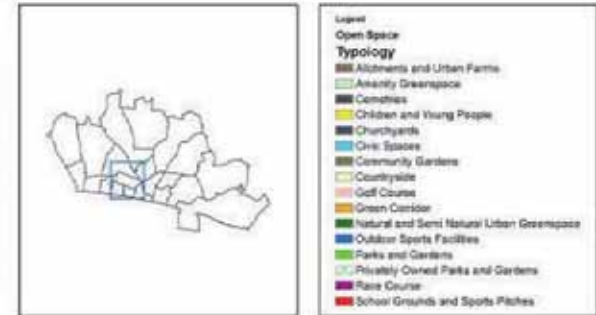 Legend
Open Space
Typology
Allotments and Urban Farms
Amenity Greenspace
Cemetries
Children and Young People
Churchyards
Civic Spaces
Community Gardens
Countryside
Golf Course
Green Corridor
Natural and Semi Natural Urban Greenspace
Outdoor Sports Facilities
Parks and Gardens
Privately Owned Parks and Gardens
Race Course
School Grounds and Sports Pitches